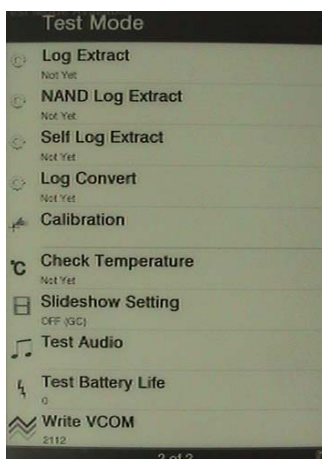 Test Mode
Log Extract
Not Yet
NAND Log Extract
Not Yet
Self Log Extract
Not Yet
Log Convert
Not Yet
Calibration
°C
Check Temperature
Not Yet
Slideshow Setting
OFF (GC)
Test Audio
Test Battery Life
0
Write VCOM
2112
2 of 2